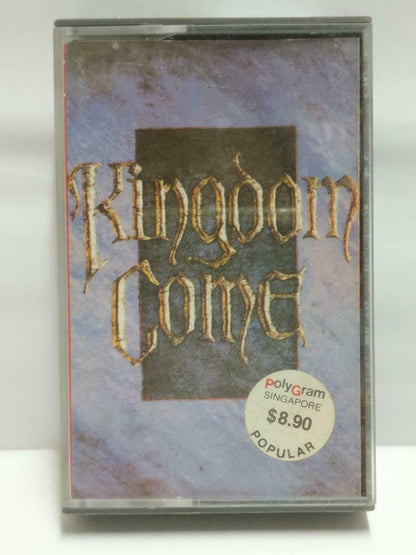 Kingdom
Come
PolyGram
SINGAPORE
$8.90
POPULAR